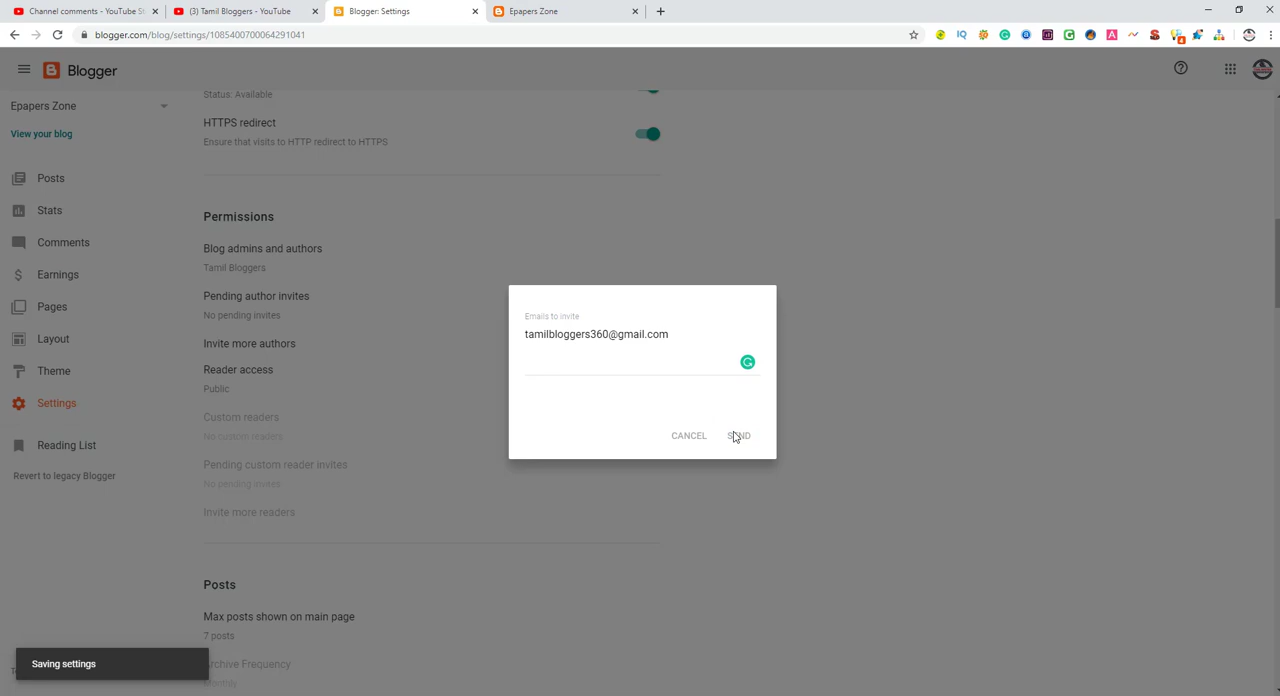 Channel comments - YouTube St
(3) Tamil Bloggers - YouTube
Blogger: Settings
Epapers Zone
blogger.com/blog/settings/1085400700064291041
Blogger
Epapers Zone
View your blog
Posts
Stats
Comments
Earnings
Pages
Layout
Theme
Settings
Reading List
Revert to legacy Blogger
Status: Available
HTTPS redirect
Ensure that visits to HTTP redirect to HTTPS
Permissions
Blog admins and authors
Tamil Bloggers
Pending author invites
No pending invites
Invite more authors
Reader access
Public
Custom readers
No custom readers
Pending custom reader invites
No pending invites
Invite more readers
Posts
Max posts shown on main page
7 posts
Archive Frequency
Monthly
Emails to invite
tamilbloggers360@gmail.com
CANCEL SEND
Saving settings